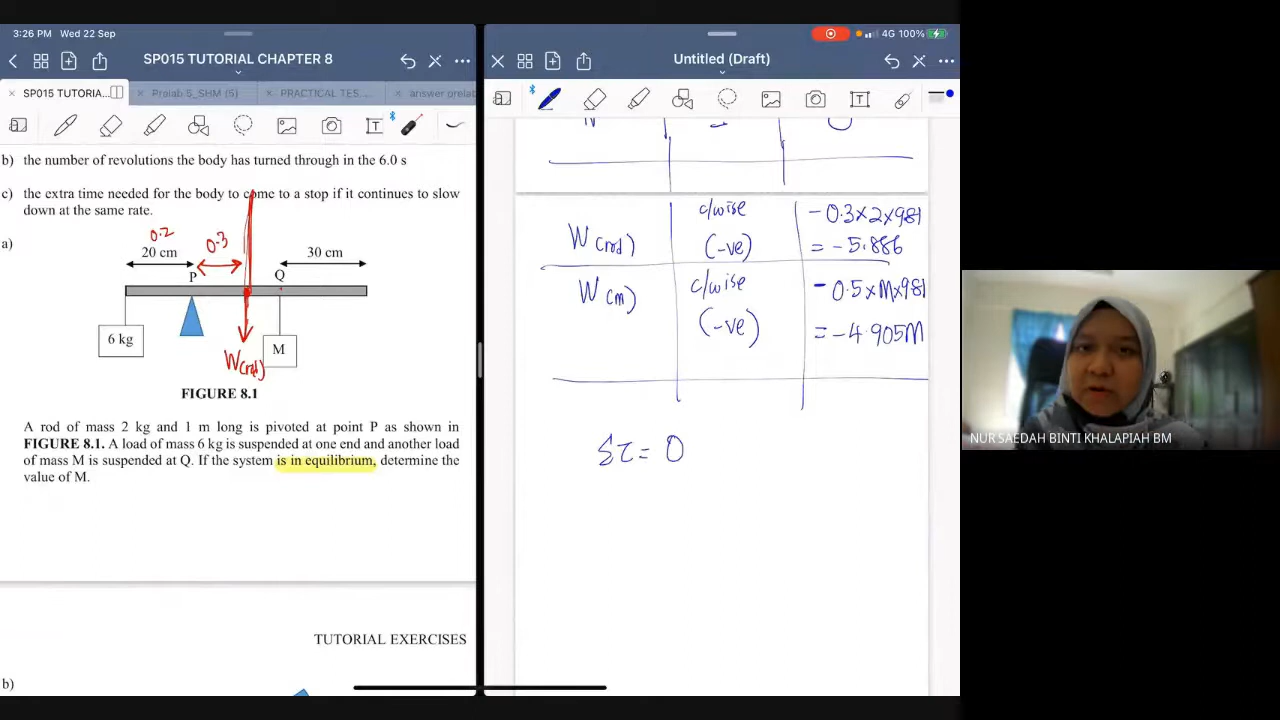 3:26 PM Wed 22 Sep
SP015 TUTORIAL CHAPTER 8
SP015 TUTORIA...
Prelab 5_SHM (5)
PRACTICAL TES...
answer prelab
b) the number of revolutions the body has turned through in the 6.0 s
c) the extra time needed for the body to come to a stop if it continues to slow
down at the same rate.
a)
0.2
0.3
20 cm
30 cm
P
Q
6 kg
M
W(rod)
FIGURE 8.1
A rod of mass 2 kg and 1 m long is pivoted at point P as shown in
FIGURE 8.1. A load of mass 6 kg is suspended at one end and another load
of mass M is suspended at Q. If the system is in equilibrium, determine the
value of M.
TUTORIAL EXERCISES
b)
4G 100%
Untitled (Draft)
W(rod) c/wise (-ve) -0.3×2×9.81
= -5.886
W(m) c/wise (-ve) -0.5×M×9.81
= -4.905M
Στ = 0
NUR SAEDAH BINTI KHALAPIAH BM